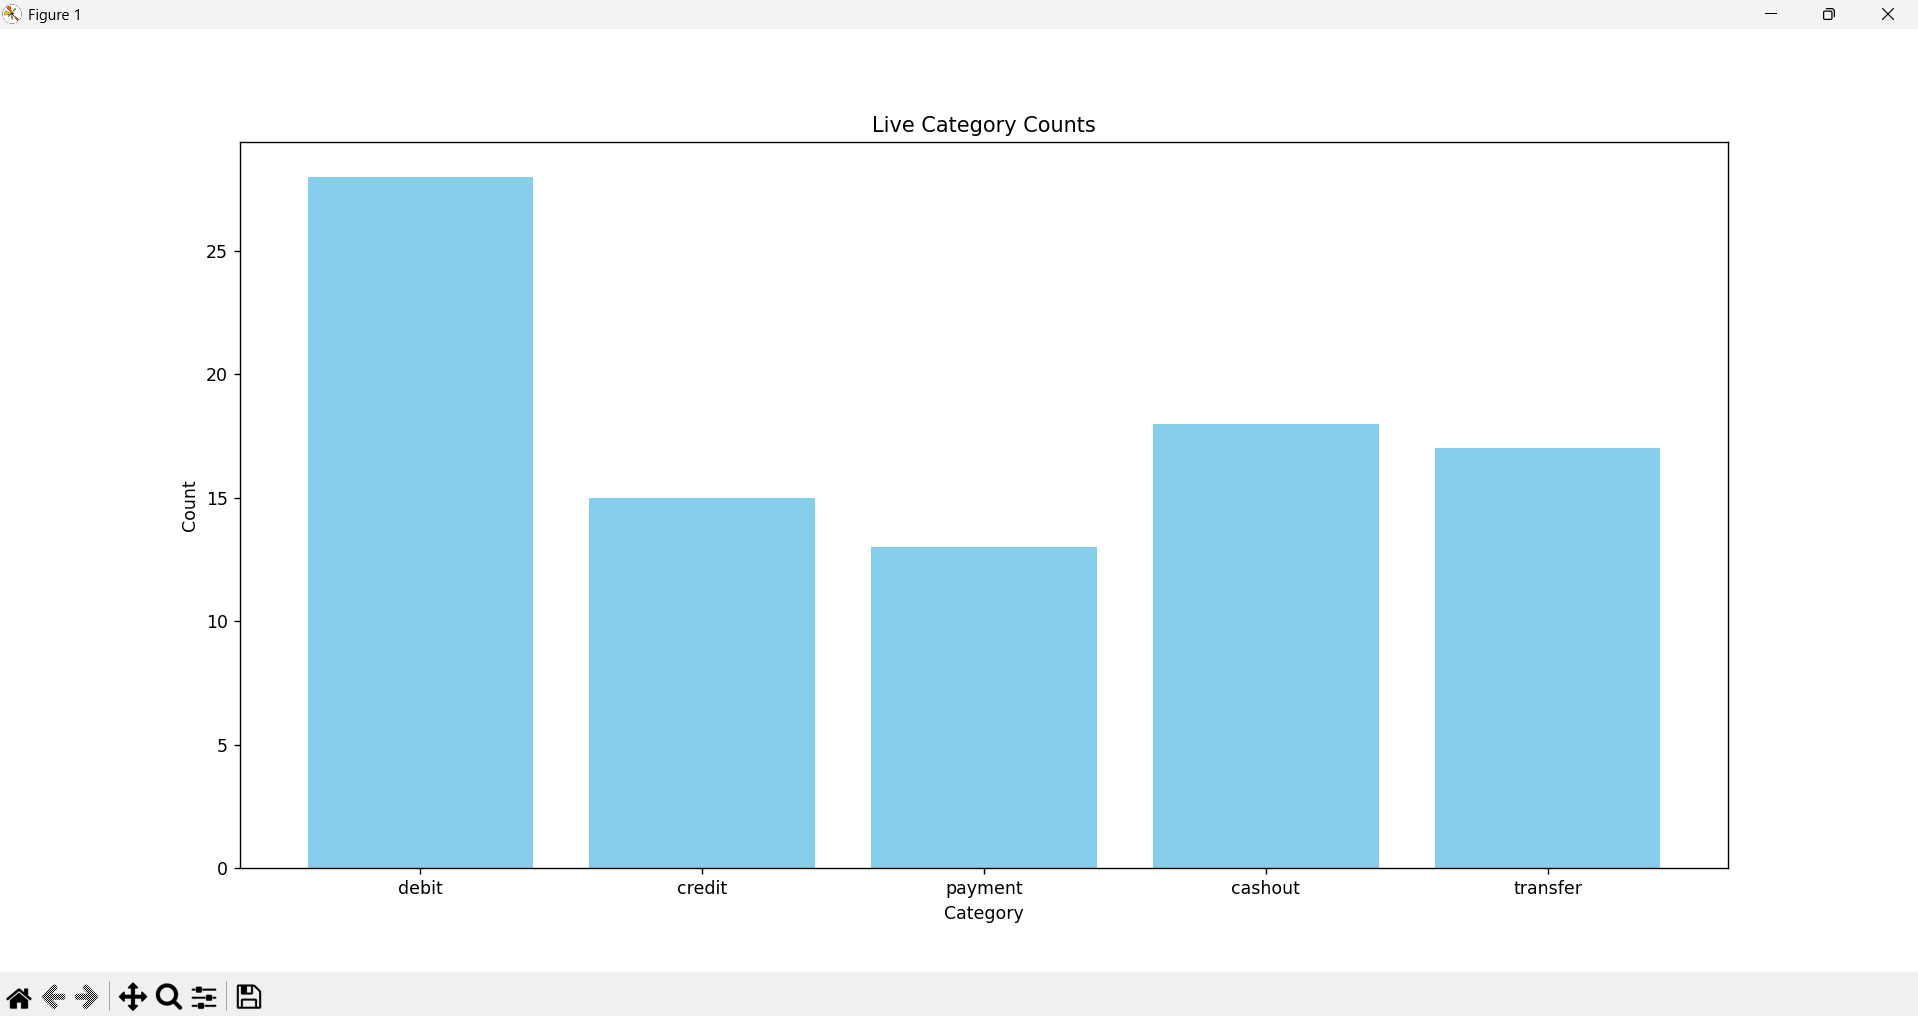 Figure 1
Live Category Counts
25
20
15
10
5
0
Count
debit credit payment cashout transfer
Category